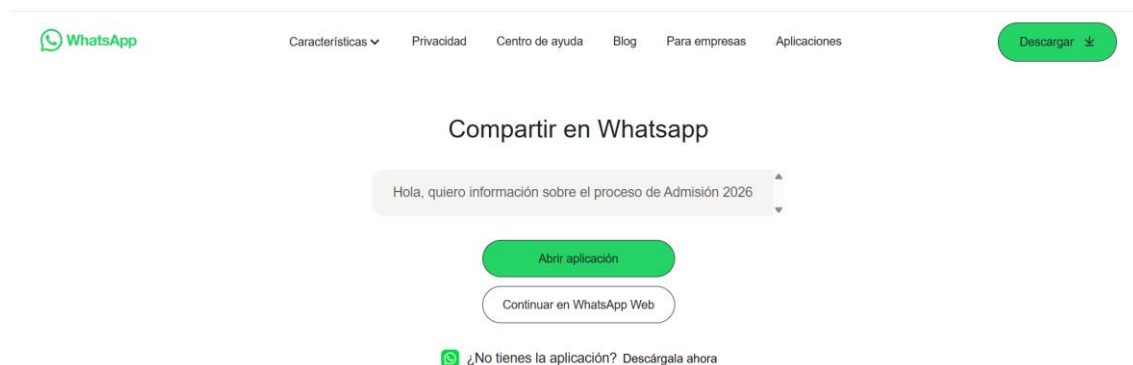 WhatsApp Características Privacidad Centro de ayuda Blog Para empresas Aplicaciones Descargar
Compartir en Whatsapp
Hola, quiero información sobre el proceso de Admisión 2026
Abrir aplicación
Continuar en WhatsApp Web
¿No tienes la aplicación? Descárgala ahora